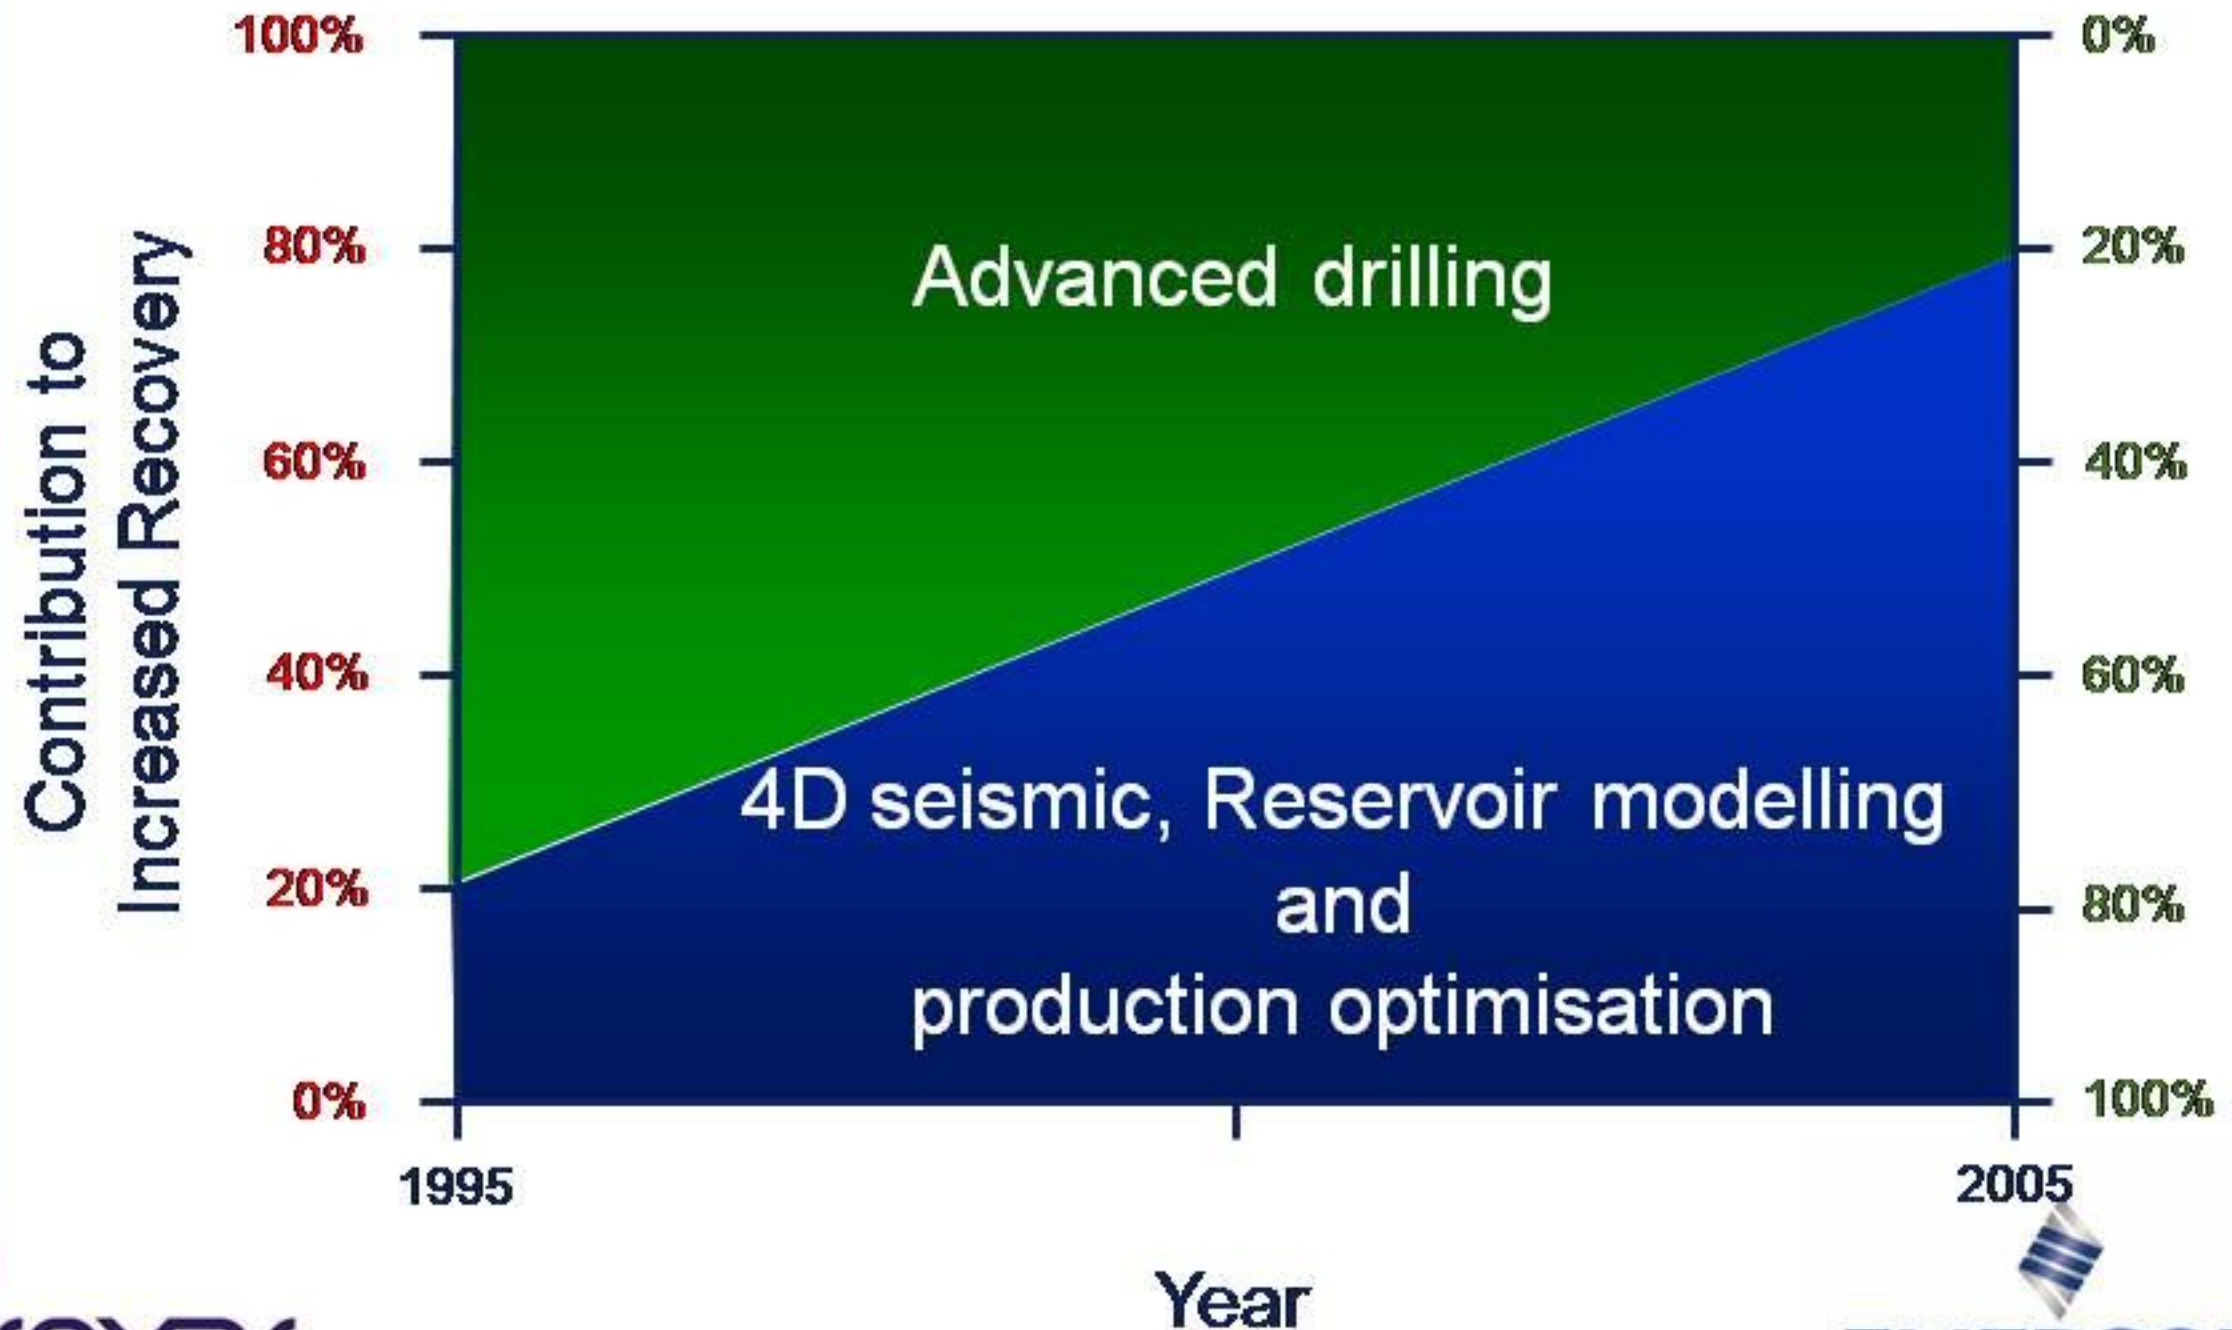 Contribution to
Increased Recovery
100%
80%
60%
40%
20%
0%
0%
20%
40%
60%
80%
100%
Advanced drilling
4D seismic, Reservoir modelling
and
production optimisation
1995
2005
Year